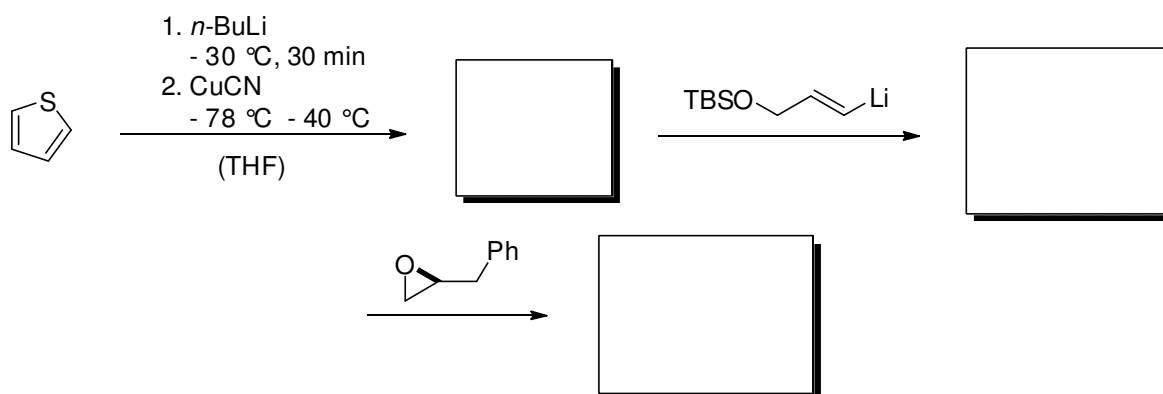 1. n-BuLi
- 30 °C, 30 min
2. CuCN
- 78 °C - 40 °C
(THF)
S
TBSO
Li
O
Ph